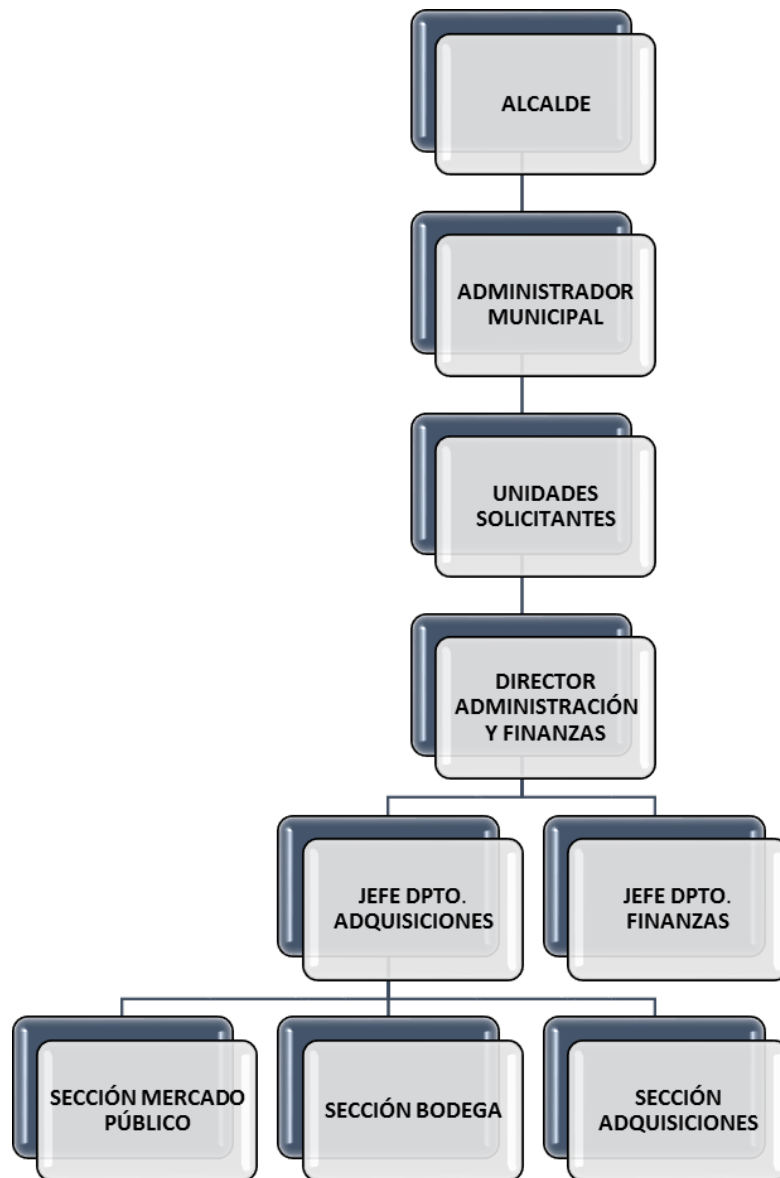 ALCALDE
ADMINISTRADOR
MUNICIPAL
UNIDADES
SOLICITANTES
DIRECTOR
ADMINISTRACIÓN
Y FINANZAS
JEFE DPTO.
ADQUISICIONES
JEFE DPTO.
FINANZAS
SECCIÓN MERCADO
PÚBLICO
SECCIÓN BODEGA
SECCIÓN
ADQUISICIONES